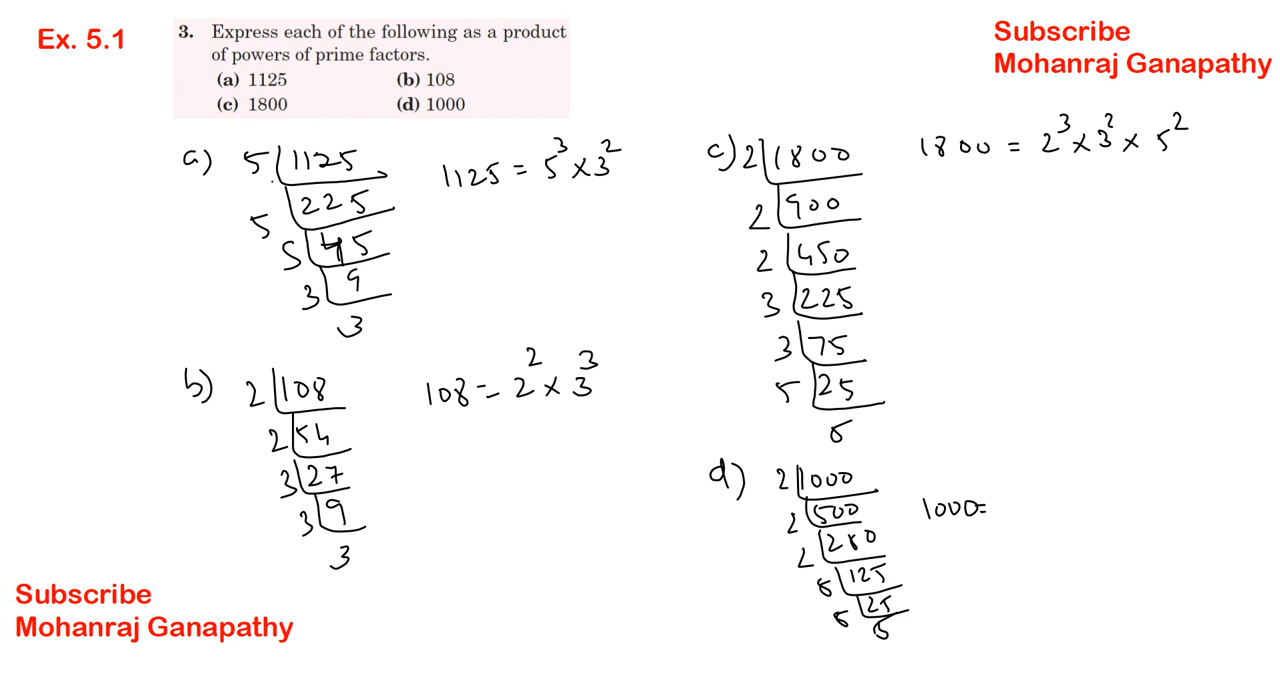 Ex. 5.1
3. Express each of the following as a product
of powers of prime factors.
(a) 1125 (b) 108
(c) 1800 (d) 1000
Subscribe
Mohanraj Ganapathy
a) 5 | 1125
5 | 225
5 | 45
3 | 9
3
1125 = 5³ × 3²
b) 2 | 108
2 | 54
3 | 27
3 | 9
3
108 = 2² × 3³
c) 2 | 1800
2 | 900
2 | 450
3 | 225
3 | 75
5 | 25
5
1800 = 2³ × 3² × 5²
d) 2 | 1000
2 | 500
2 | 250
5 | 125
5 | 25
5
1000=
Subscribe
Mohanraj Ganapathy